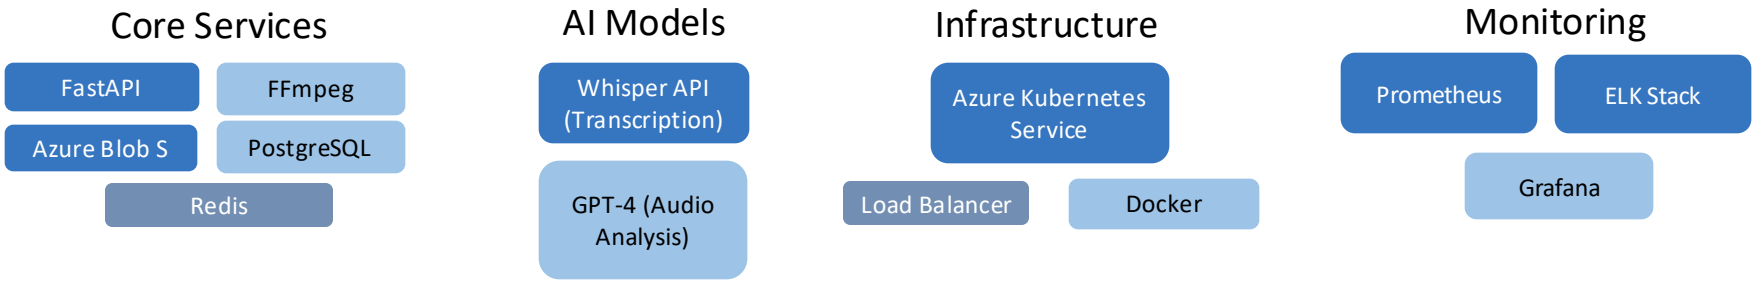 Core Services
FastAPI
FFmpeg
Azure Blob S
PostgreSQL
Redis
AI Models
Whisper API
(Transcription)
GPT-4 (Audio
Analysis)
Infrastructure
Azure Kubernetes
Service
Load Balancer
Docker
Monitoring
Prometheus
ELK Stack
Grafana